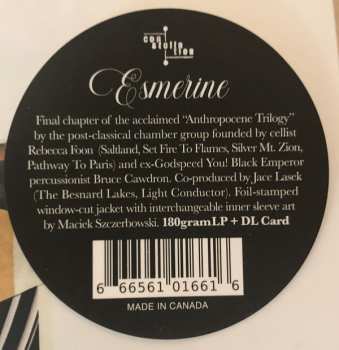 con
stella
tion
Esmerine
Final chapter of the acclaimed “Anthropocene Trilogy”
by the post-classical chamber group founded by cellist
Rebecca Foon (Saltland, Set Fire To Flames, Silver Mt. Zion,
Pathway To Paris) and ex-Godspeed You! Black Emperor
percussionist Bruce Cawdron. Co-produced by Jace Lasek
(The Besnard Lakes, Light Conductor). Foil-stamped
window-cut jacket with interchangeable inner sleeve art
by Maciek Szczerbowski. 180gramLP + DL Card
6 66561 01661 6
MADE IN CANADA